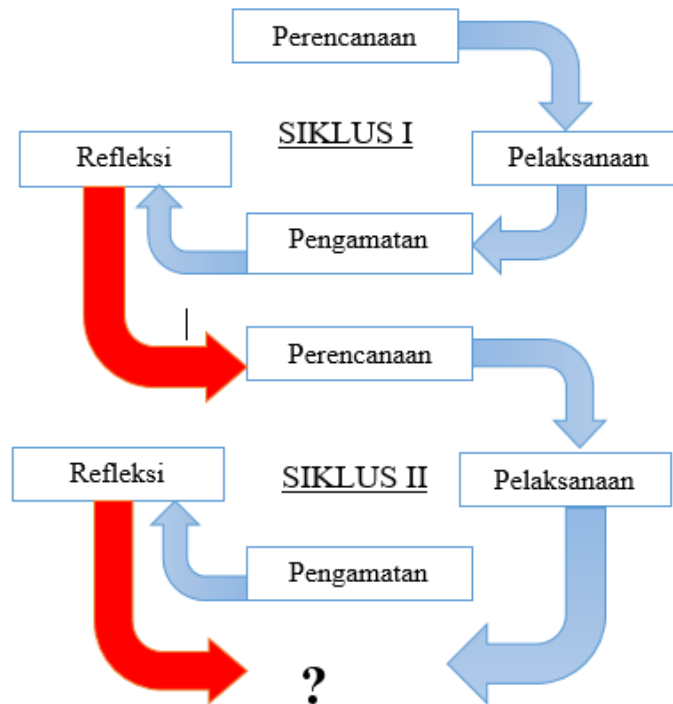 Perencanaan
SIKLUS I
Refleksi
Pelaksanaan
Pengamatan
Perencanaan
Refleksi
SIKLUS II
Pelaksanaan
Pengamatan
?